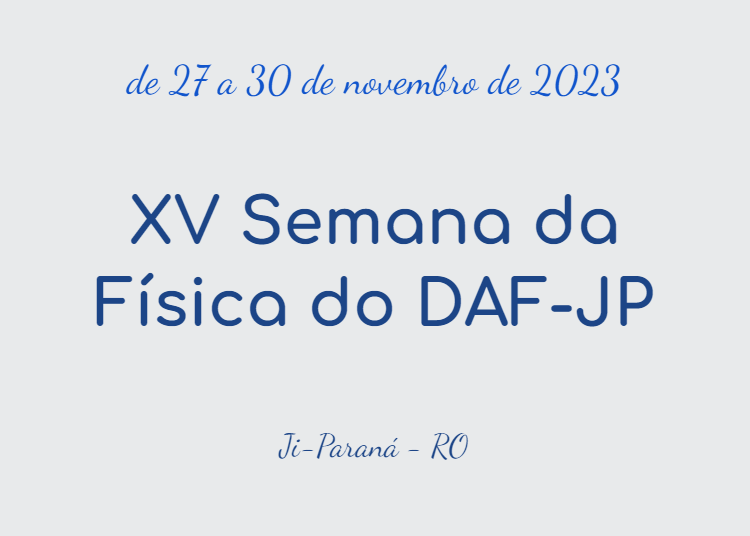 de 27 a 30 de novembro de 2023
XV Semana da
Física do DAF-JP
Ji-Paraná - RO